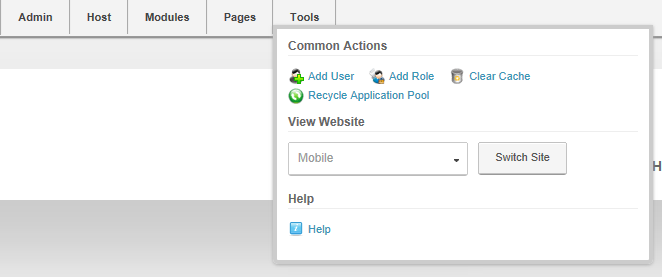 Admin Host Modules Pages Tools
Common Actions
Add User Add Role Clear Cache
Recycle Application Pool
View Website
Mobile Switch Site
H
Help
Help